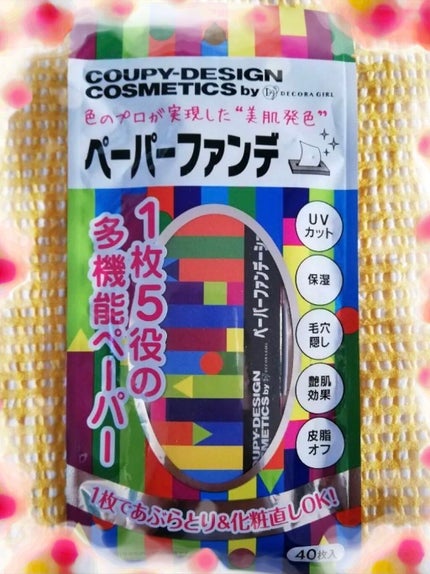 COUPY-DESIGN
COSMETICS by DECORA GIRL
色のプロが実現した"美肌発色"
ペーパーファンデ
1枚5役の
多機能ペーパー
UV
カット
保湿
毛穴
隠し
艶肌
効果
皮脂
オフ
ペーパーファンデーシ
UPY-DESIGN
METICS by
1枚であぶらとり&化粧直しOK!
40枚入